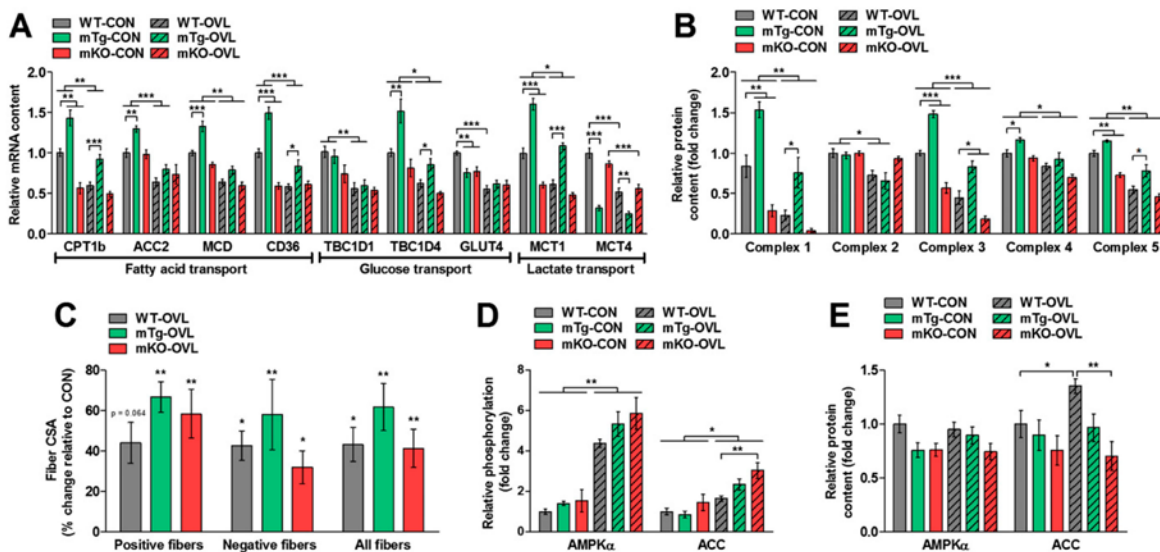 A
WT-CON WT-OVL
mTg-CON mTg-OVL
mKO-CON mKO-OVL
Relative mRNA content
2.0
1.5
1.0
0.5
0.0
** *** ** *** ** * * 
** ** *** *** ** *** *** ***
*** * * ** *** *** *** **
CPT1b ACC2 MCD CD36 TBC1D1 TBC1D4 GLUT4 MCT1 MCT4
Fatty acid transport Glucose transport Lactate transport
B
WT-CON WT-OVL
mTg-CON mTg-OVL
mKO-CON mKO-OVL
Relative protein
content (fold change)
2.0
1.5
1.0
0.5
0.0
** * *** * **
** *** * **
* * *
Complex 1 Complex 2 Complex 3 Complex 4 Complex 5
C
WT-OVL
mTg-OVL
mKO-OVL
Fiber CSA
(% change relative to CON)
80
60
40
20
0
p = 0.064 ** ** * ** * * ** **
Positive fibers Negative fibers All fibers
D
WT-CON WT-OVL
mTg-CON mTg-OVL
mKO-CON mKO-OVL
Relative phosphorylation
(fold change)
8
6
4
2
0
** * **
AMPKα ACC
E
WT-CON WT-OVL
mTg-CON mTg-OVL
mKO-CON mKO-OVL
Relative protein
content (fold change)
1.5
1.0
0.5
0.0
* **
AMPKα ACC